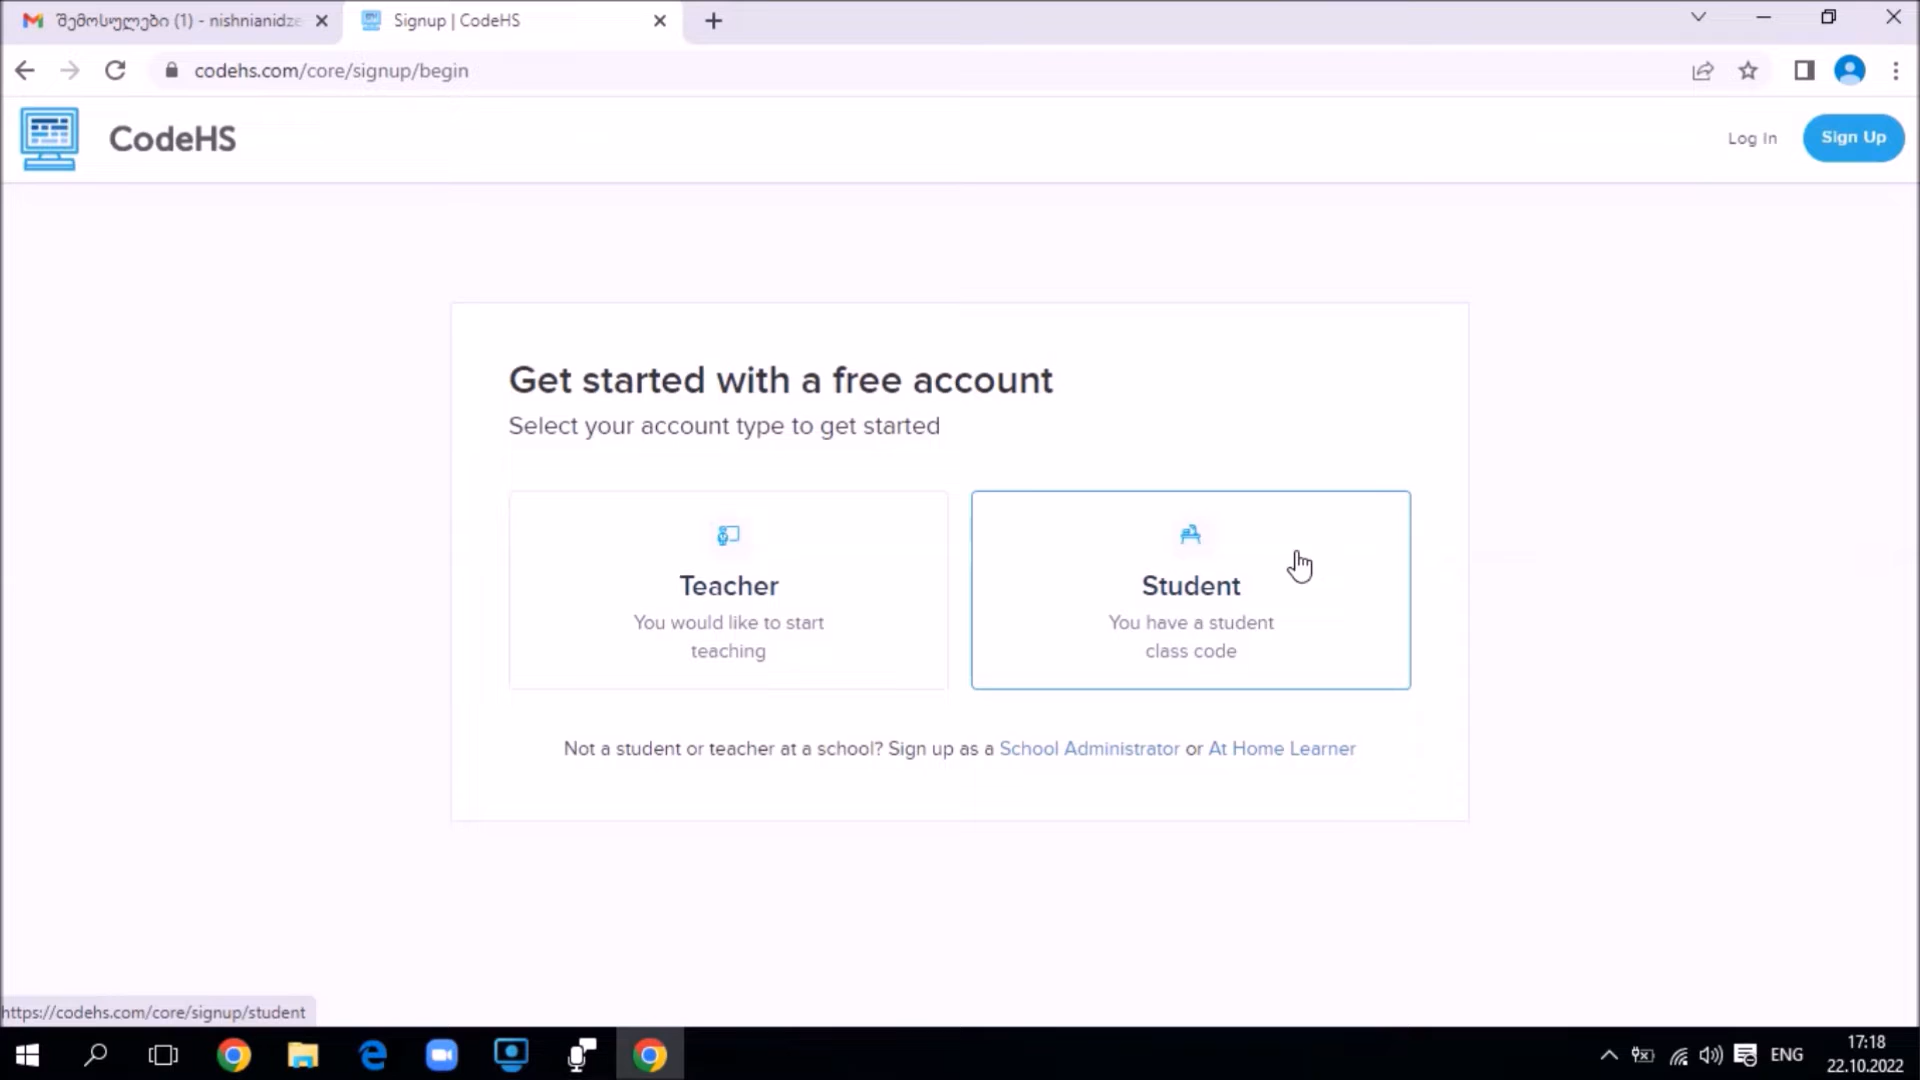 შემოსულები (1) - nishnianidze
Signup | CodeHS
codehs.com/core/signup/begin
CodeHS
Log In
Sign Up
Get started with a free account
Select your account type to get started
Teacher
You would like to start
teaching
Student
You have a student
class code
Not a student or teacher at a school? Sign up as a School Administrator or At Home Learner
https://codehs.com/core/signup/student
ENG
17:18
22.10.2022